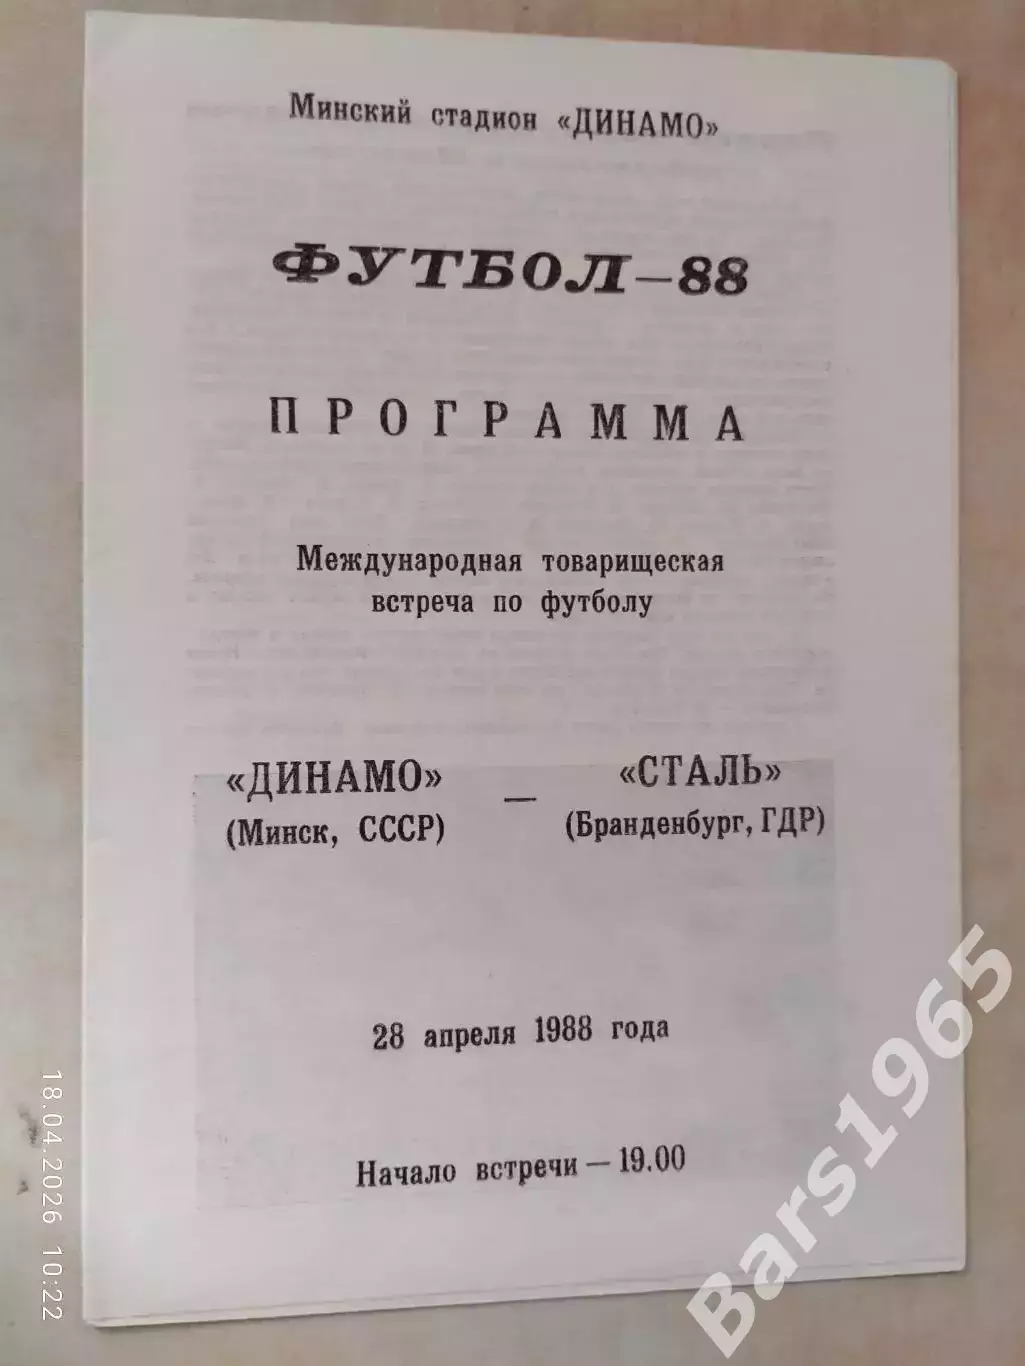 Минский стадион «ДИНАМО»
ФУТБОЛ—88
ПРОГРАММА
Международная товарищеская
встреча по футболу
«ДИНАМО» — «СТАЛЬ»
(Минск, СССР) (Бранденбург, ГДР)
28 апреля 1988 года
Начало встречи — 19.00
18.04.2026 10:22
Bars1965